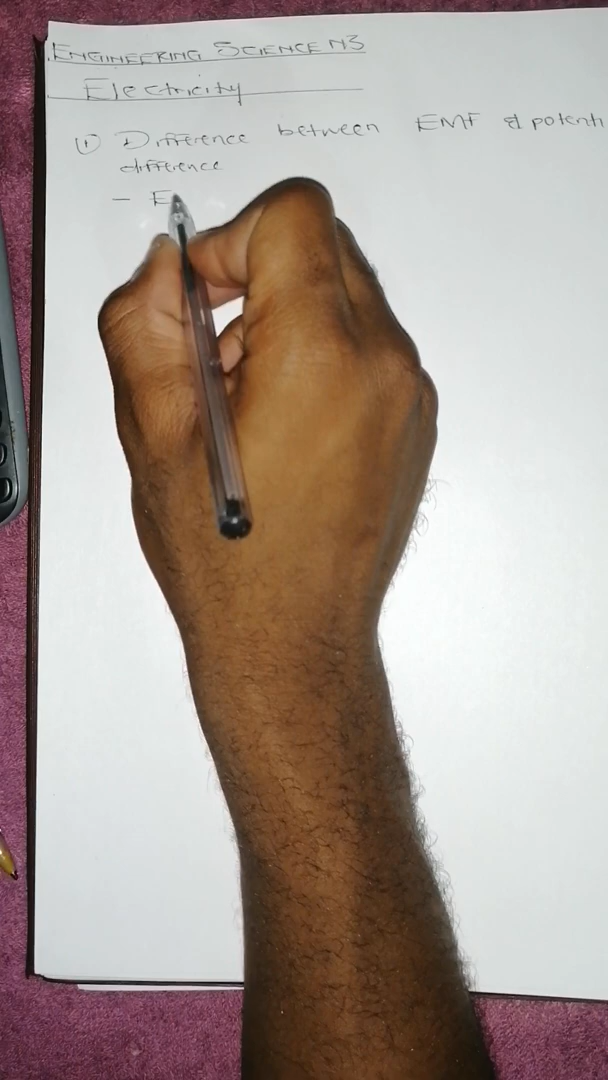 ENGINEERING SCIENCE N3
Electricity
① Difference between EMF & potenti
difference
- E